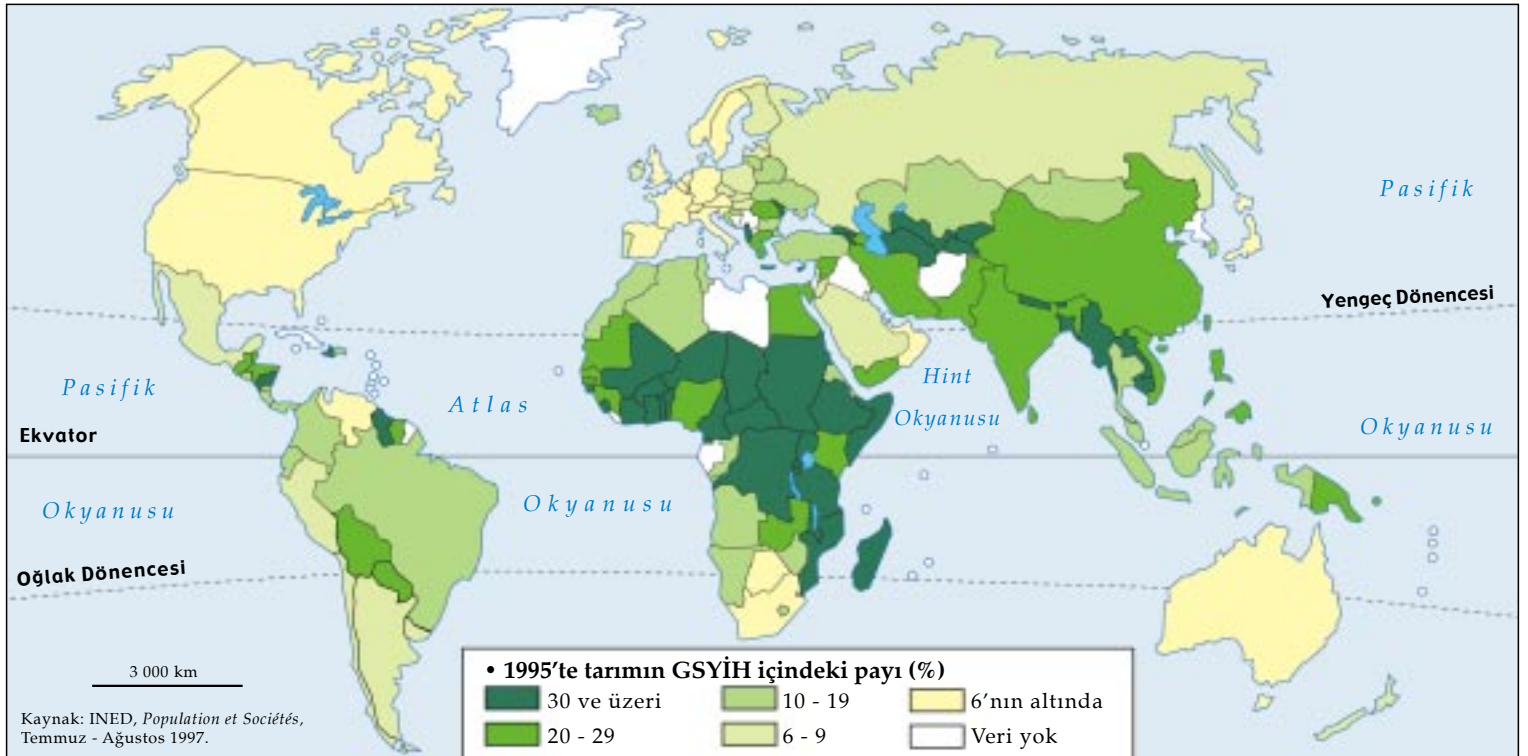 Pasifik
Yengeç Dönencesi
Pasifik
Atlas
Hint
Okyanusu
Okyanusu
Ekvator
Okyanusu
Okyanusu
Oğlak Dönencesi
3 000 km
Kaynak: INED, Population et Sociétés,
Temmuz - Ağustos 1997.
• 1995’te tarımın GSYİH içindeki payı (%)
30 ve üzeri
10 - 19
6’nın altında
20 - 29
6 - 9
Veri yok